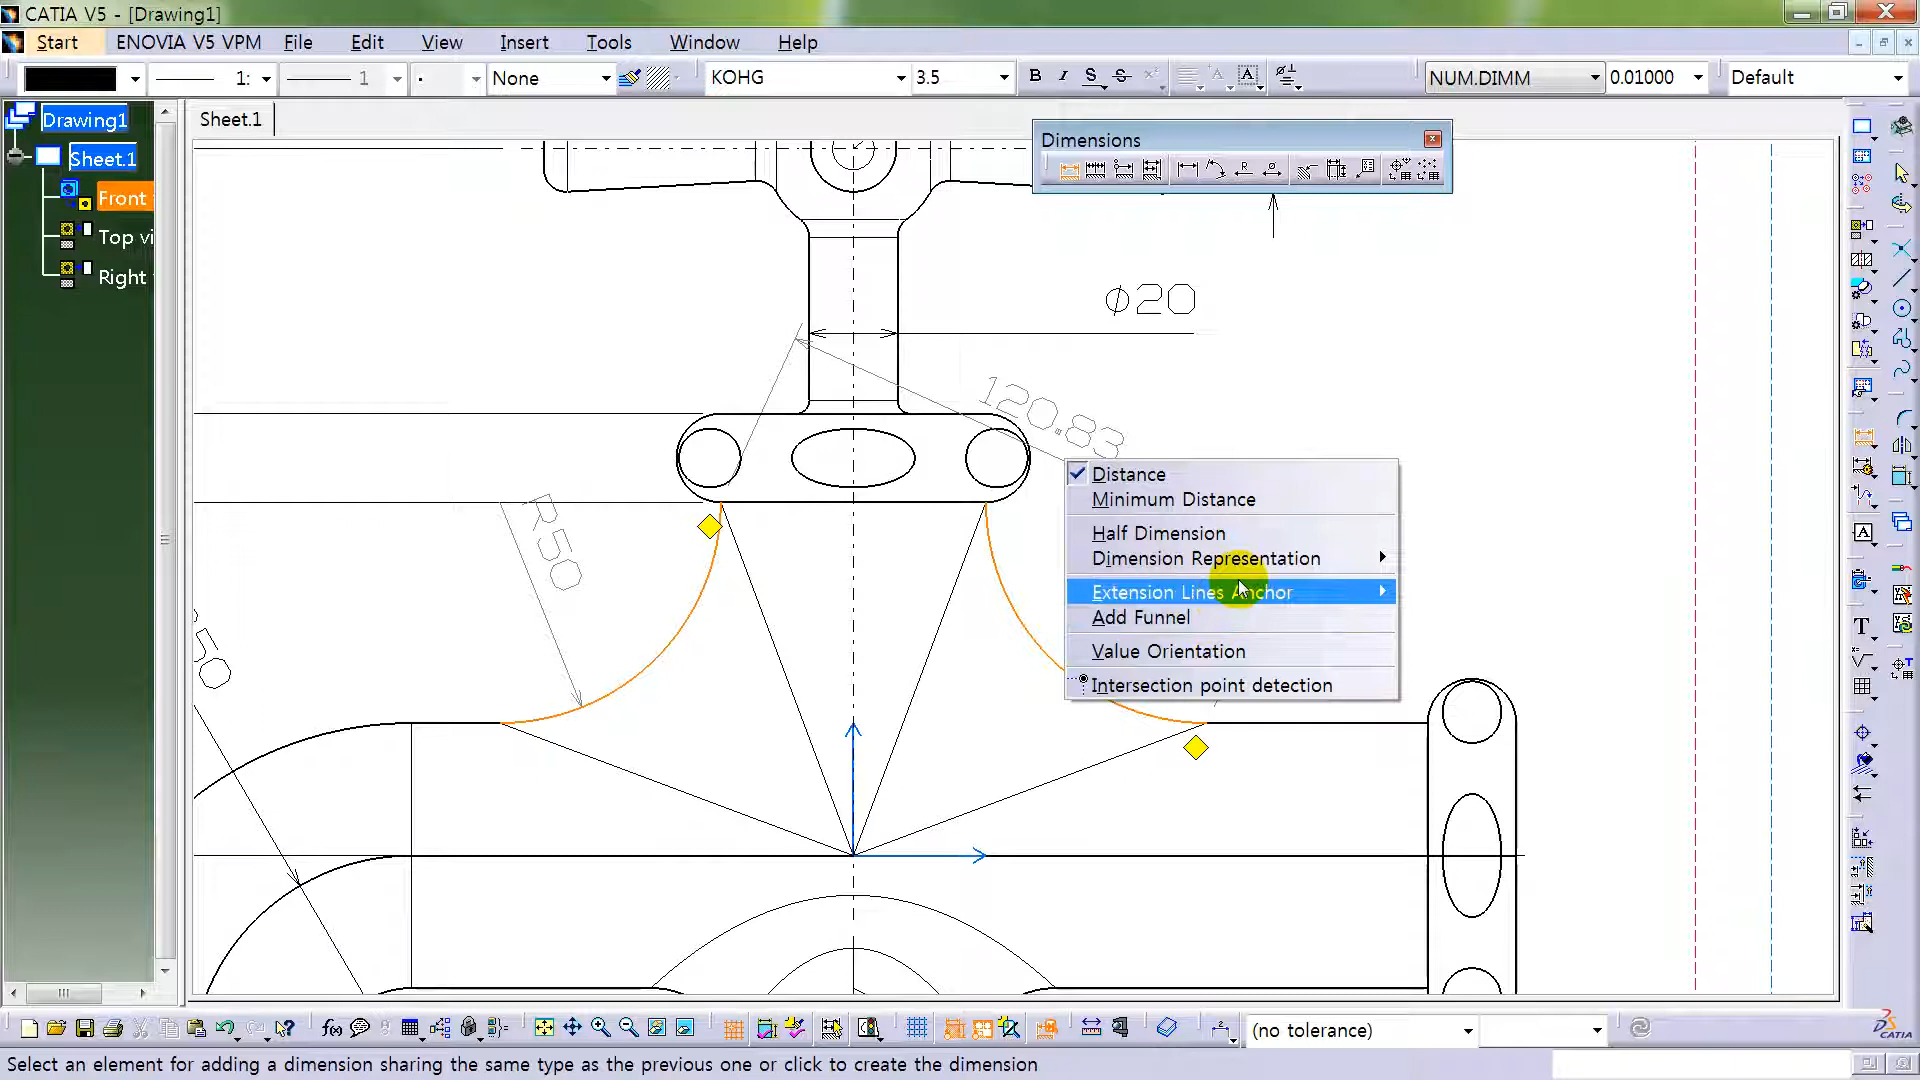 CATIA V5 - [Drawing1]
Start ENOVIA V5 VPM File Edit View Insert Tools Window Help
1: 1 None KOHG 3.5 B I S S NUM.DIMM 0.01000 Default
Drawing1
Sheet.1
Front
Top vi
Right
Sheet.1
Dimensions
ϕ20
120.83
R50
50
Distance
Minimum Distance
Half Dimension
Dimension Representation
Extension Lines Anchor
Add Funnel
Value Orientation
Intersection point detection
(no tolerance)
CATIA
Select an element for adding a dimension sharing the same type as the previous one or click to create the dimension